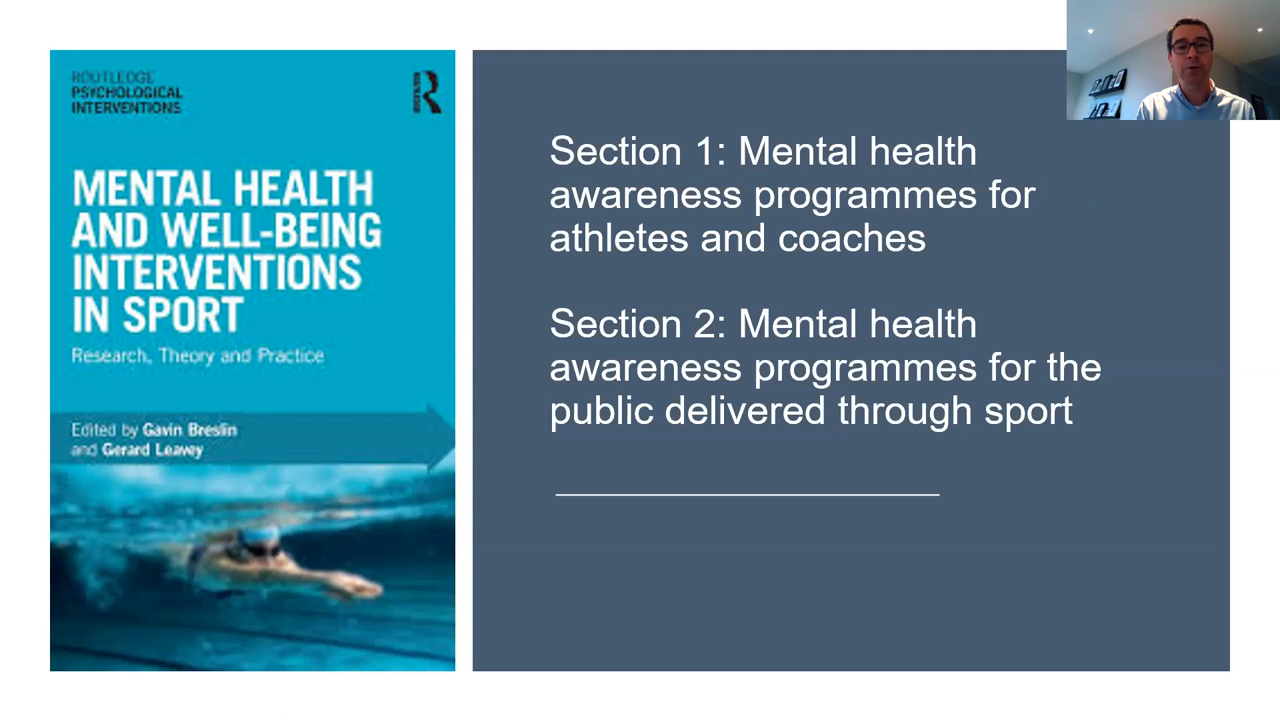 ROUTLEDGE
PSYCHOLOGICAL
INTERVENTIONS
R
ROUTLEDGE
MENTAL HEALTH
AND WELL-BEING
INTERVENTIONS
IN SPORT
Research, Theory and Practice
Edited by Gavin Breslin
and Gerard Leavey
Section 1: Mental health
awareness programmes for
athletes and coaches
Section 2: Mental health
awareness programmes for the
public delivered through sport